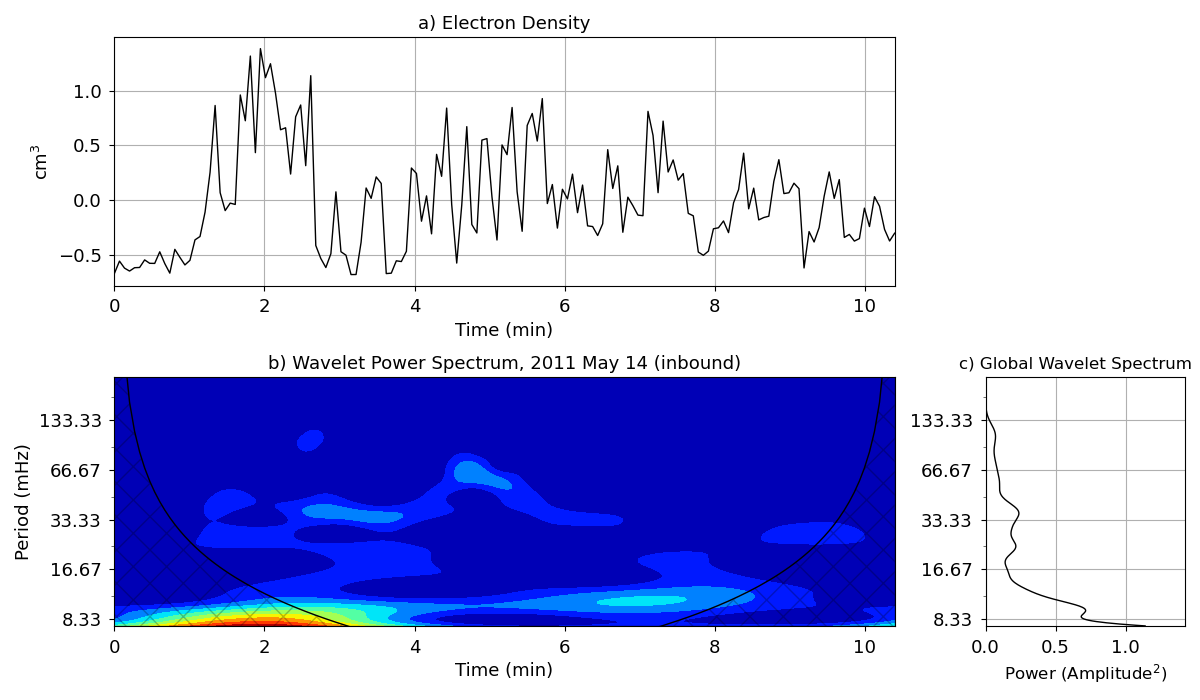 a) Electron Density
1.0
0.5
0.0
−0.5
cm³
0 2 4 6 8 10
Time (min)
b) Wavelet Power Spectrum, 2011 May 14 (inbound)
133.33
66.67
33.33
16.67
8.33
Period (mHz)
0 2 4 6 8 10
Time (min)
c) Global Wavelet Spectrum
133.33
66.67
33.33
16.67
8.33
0.0 0.5 1.0
Power (Amplitude²)